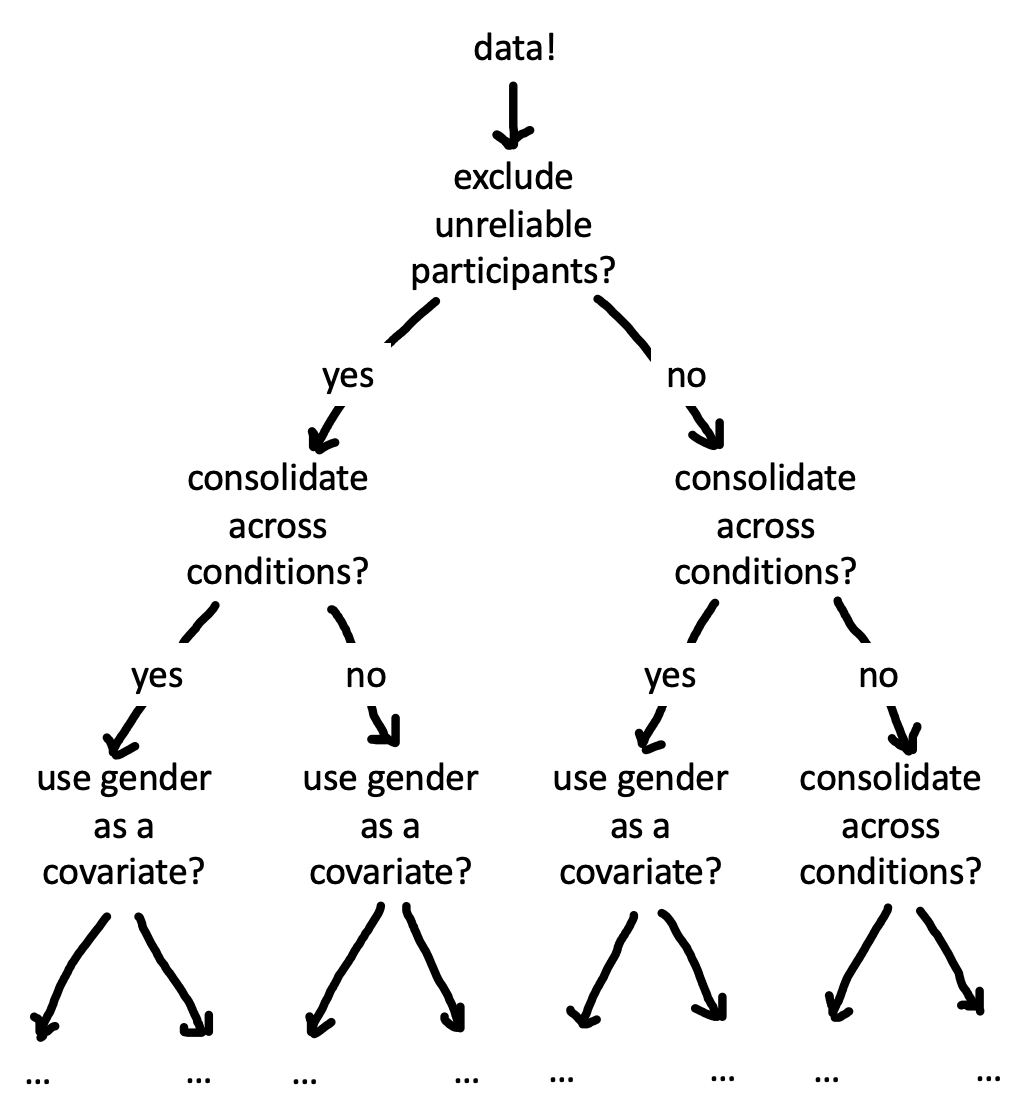 data!
exclude
unreliable
participants?
yes
no
consolidate
across
conditions?
consolidate
across
conditions?
yes
no
yes
no
use gender
as a
covariate?
use gender
as a
covariate?
use gender
as a
covariate?
consolidate
across
conditions?
...
...
...
...
...
...
...
...